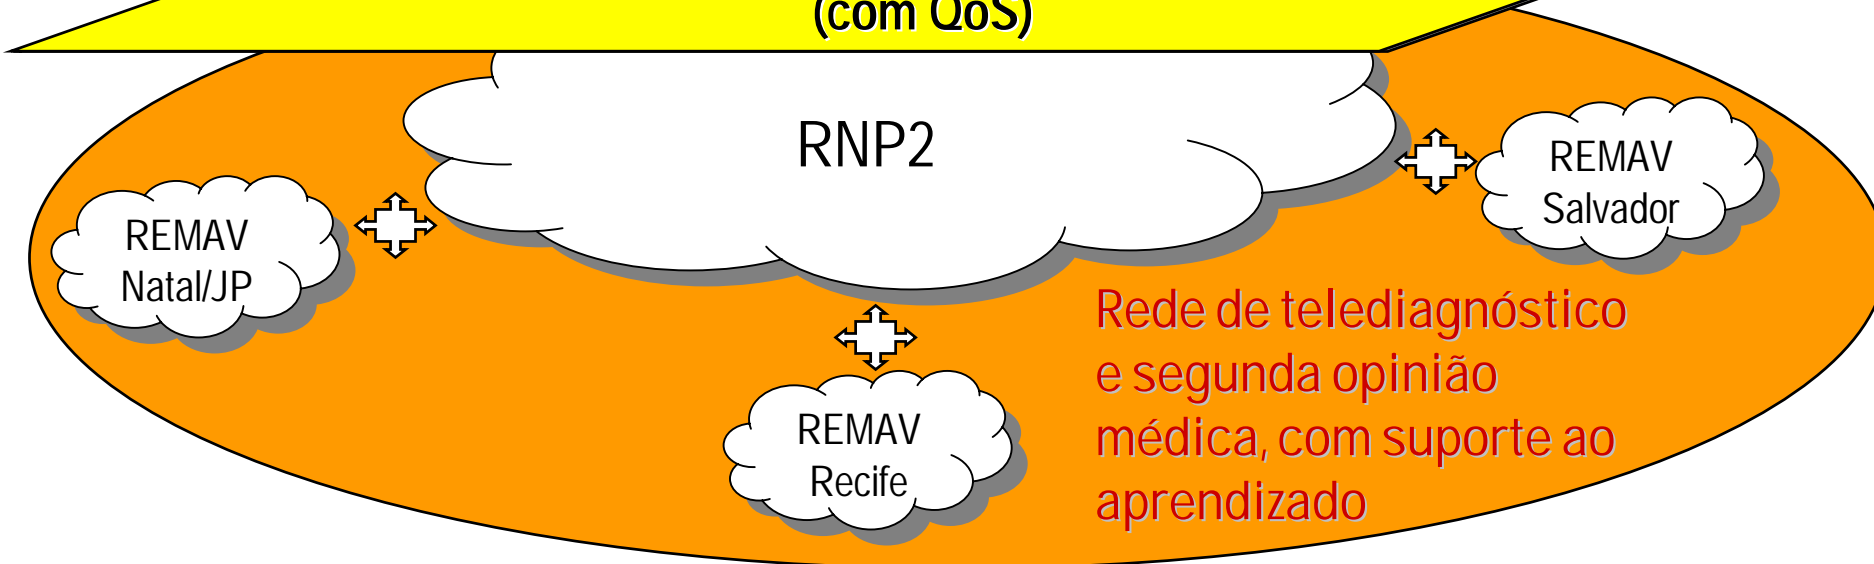 (com QoS)
RNP2
REMAV
Salvador
REMAV
Natal/JP
REMAV
Recife
Rede de telediagnóstico
e segunda opinião
médica, com suporte ao
aprendizado